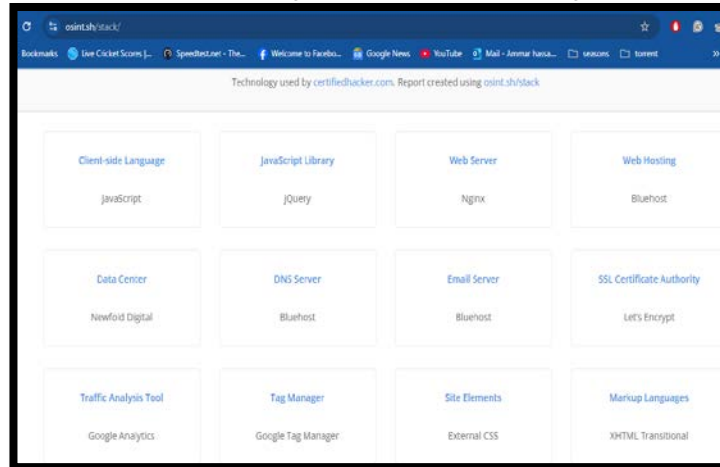 osint.sh/stack/
Bookmarks Live Cricket Scores |... Speedtest.net - The... Welcome to Facebo... Google News YouTube Mail - Ammar hassa... seasons torrent »
Technology used by certifiedhacker.com. Report created using osint.sh/stack
Client-side Language JavaScript Library Web Server Web Hosting
JavaScript jQuery Nginx Bluehost
Data Center DNS Server Email Server SSL Certificate Authority
Newfold Digital Bluehost Bluehost Let's Encrypt
Traffic Analysis Tool Tag Manager Site Elements Markup Languages
Google Analytics Google Tag Manager External CSS XHTML Transitional